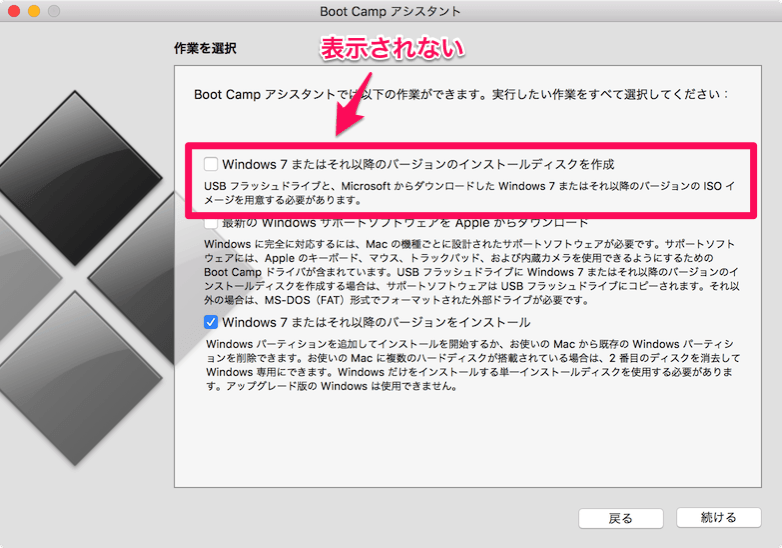 Boot Camp アシスタント
作業を選択
表示されない
Boot Camp アシスタントでは以下の作業ができます。実行したい作業をすべて選択してください：
Windows 7 またはそれ以降のバージョンのインストールディスクを作成
USB フラッシュドライブと、Microsoft からダウンロードした Windows 7 またはそれ以降のバージョンの ISO イ
メージを用意する必要があります。
最新の Windows サポートソフトウェアを Apple からダウンロード
Windows に完全に対応するには、Mac の機種ごとに設計されたサポートソフトウェアが必要です。サポートソフト
ウェアには、Apple のキーボード、マウス、トラックパッド、および内蔵カメラを使用できるようにするための
Boot Camp ドライバが含まれています。USB フラッシュドライブに Windows 7 またはそれ以降のバージョンのイ
ンストールディスクを作成する場合は、サポートソフトウェアは USB フラッシュドライブにコピーされます。それ以
外の場合は、MS-DOS（FAT）形式でフォーマットされた外部ドライブが必要です。
Windows 7 またはそれ以降のバージョンをインストール
Windows パーティションを追加してインストールを開始するか、お使いの Mac から既存の Windows パーティシ
ョンを削除できます。お使いの Mac に複数のハードディスクが搭載されている場合は、2 番目のディスクを消去して
Windows 専用にできます。Windows だけをインストールする単一インストールディスクを使用する必要がありま
す。アップグレード版の Windows は使用できません。
戻る
続ける